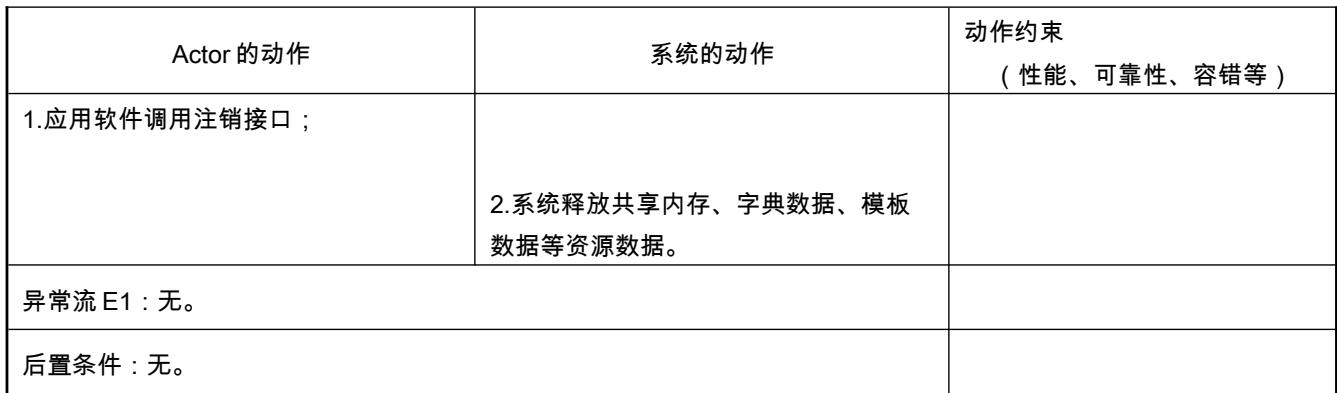 Actor 的动作
系统的动作
动作约束
（性能、可靠性、容错等）
1.应用软件调用注销接口；
2.系统释放共享内存、字典数据、模板
数据等资源数据。
异常流 E1：无。
后置条件：无。